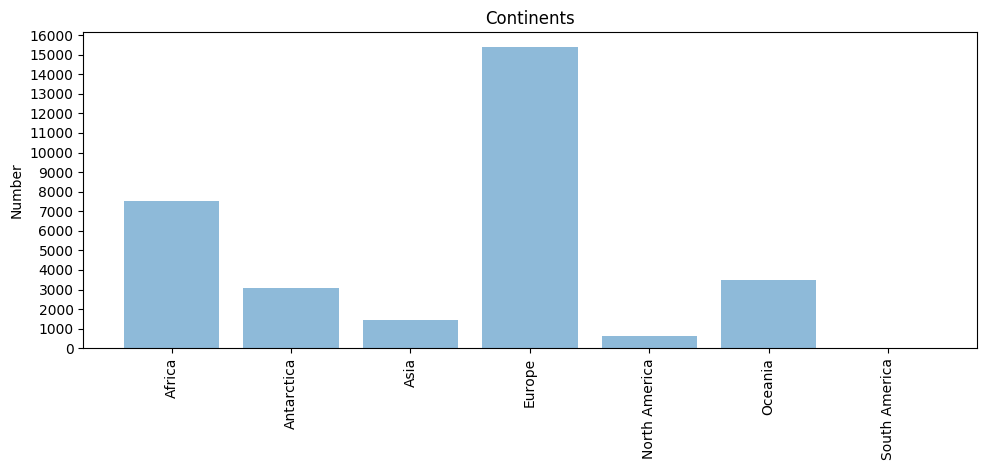 Continents
Number
16000
15000
14000
13000
12000
11000
10000
9000
8000
7000
6000
5000
4000
3000
2000
1000
0
Africa
Antarctica
Asia
Europe
North America
Oceania
South America